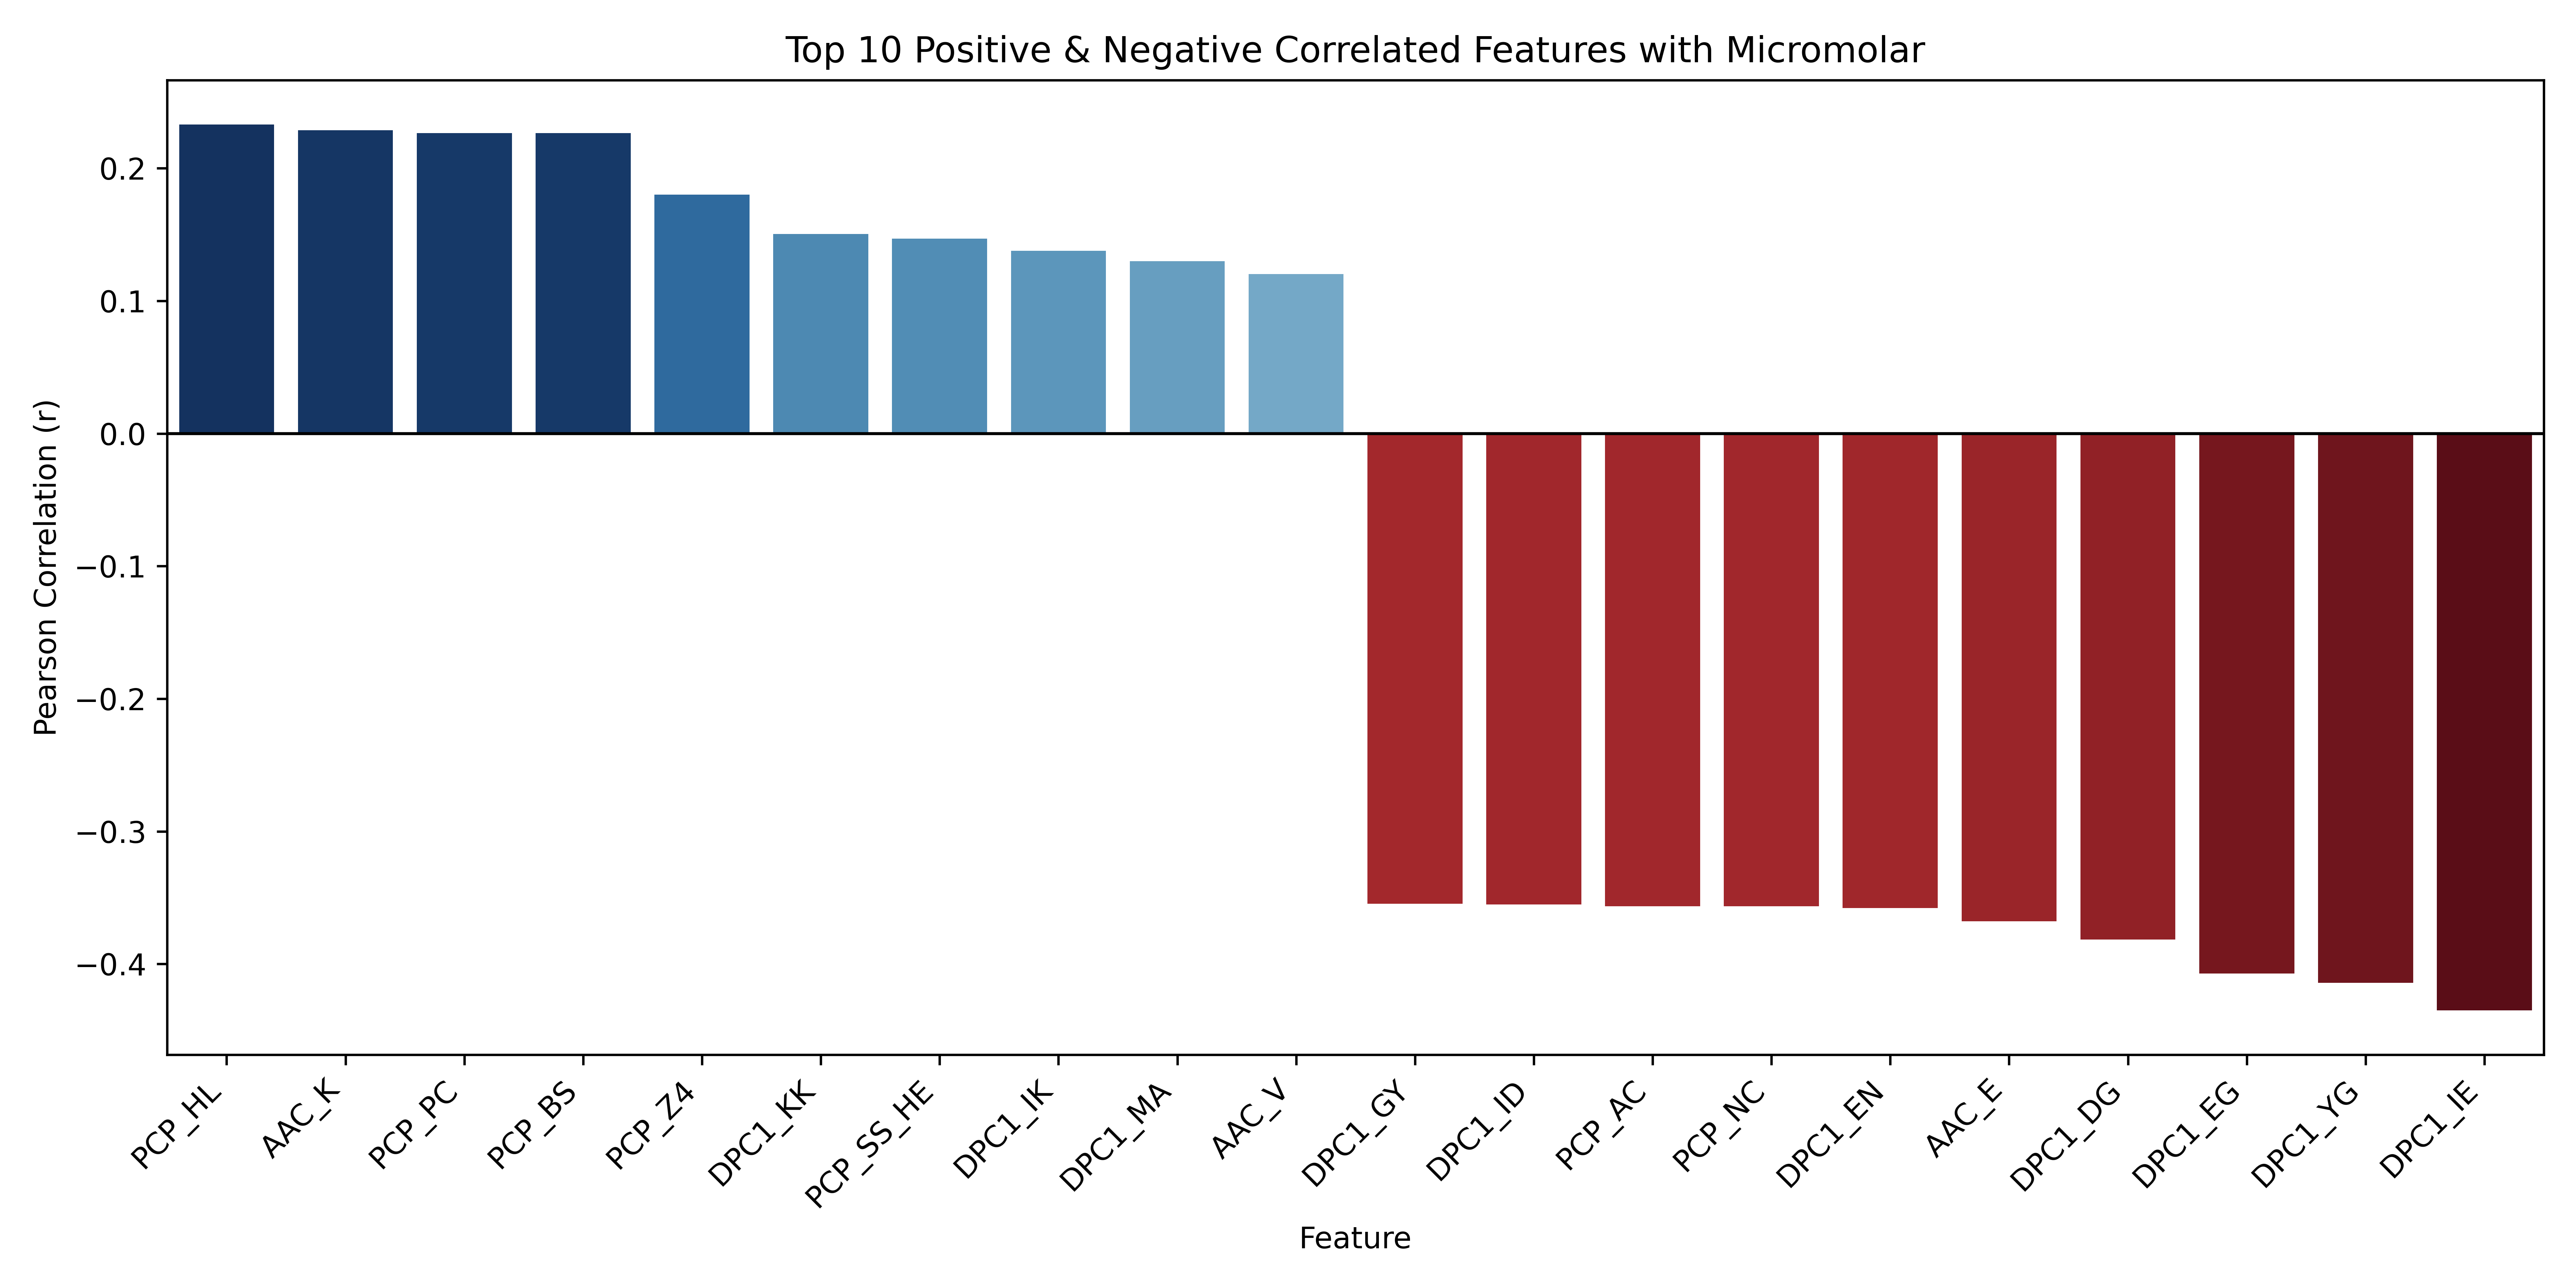 Top 10 Positive & Negative Correlated Features with Micromolar
Pearson Correlation (r)
0.2
0.1
0.0
−0.1
−0.2
−0.3
−0.4
PCP_HL
AAC_K
PCP_PC
PCP_BS
PCP_Z4
DPC1_KK
PCP_SS_HE
DPC1_IK
DPC1_MA
AAC_V
DPC1_GY
DPC1_ID
PCP_AC
PCP_NC
DPC1_EN
AAC_E
DPC1_DG
DPC1_EG
DPC1_YG
DPC1_IE
Feature